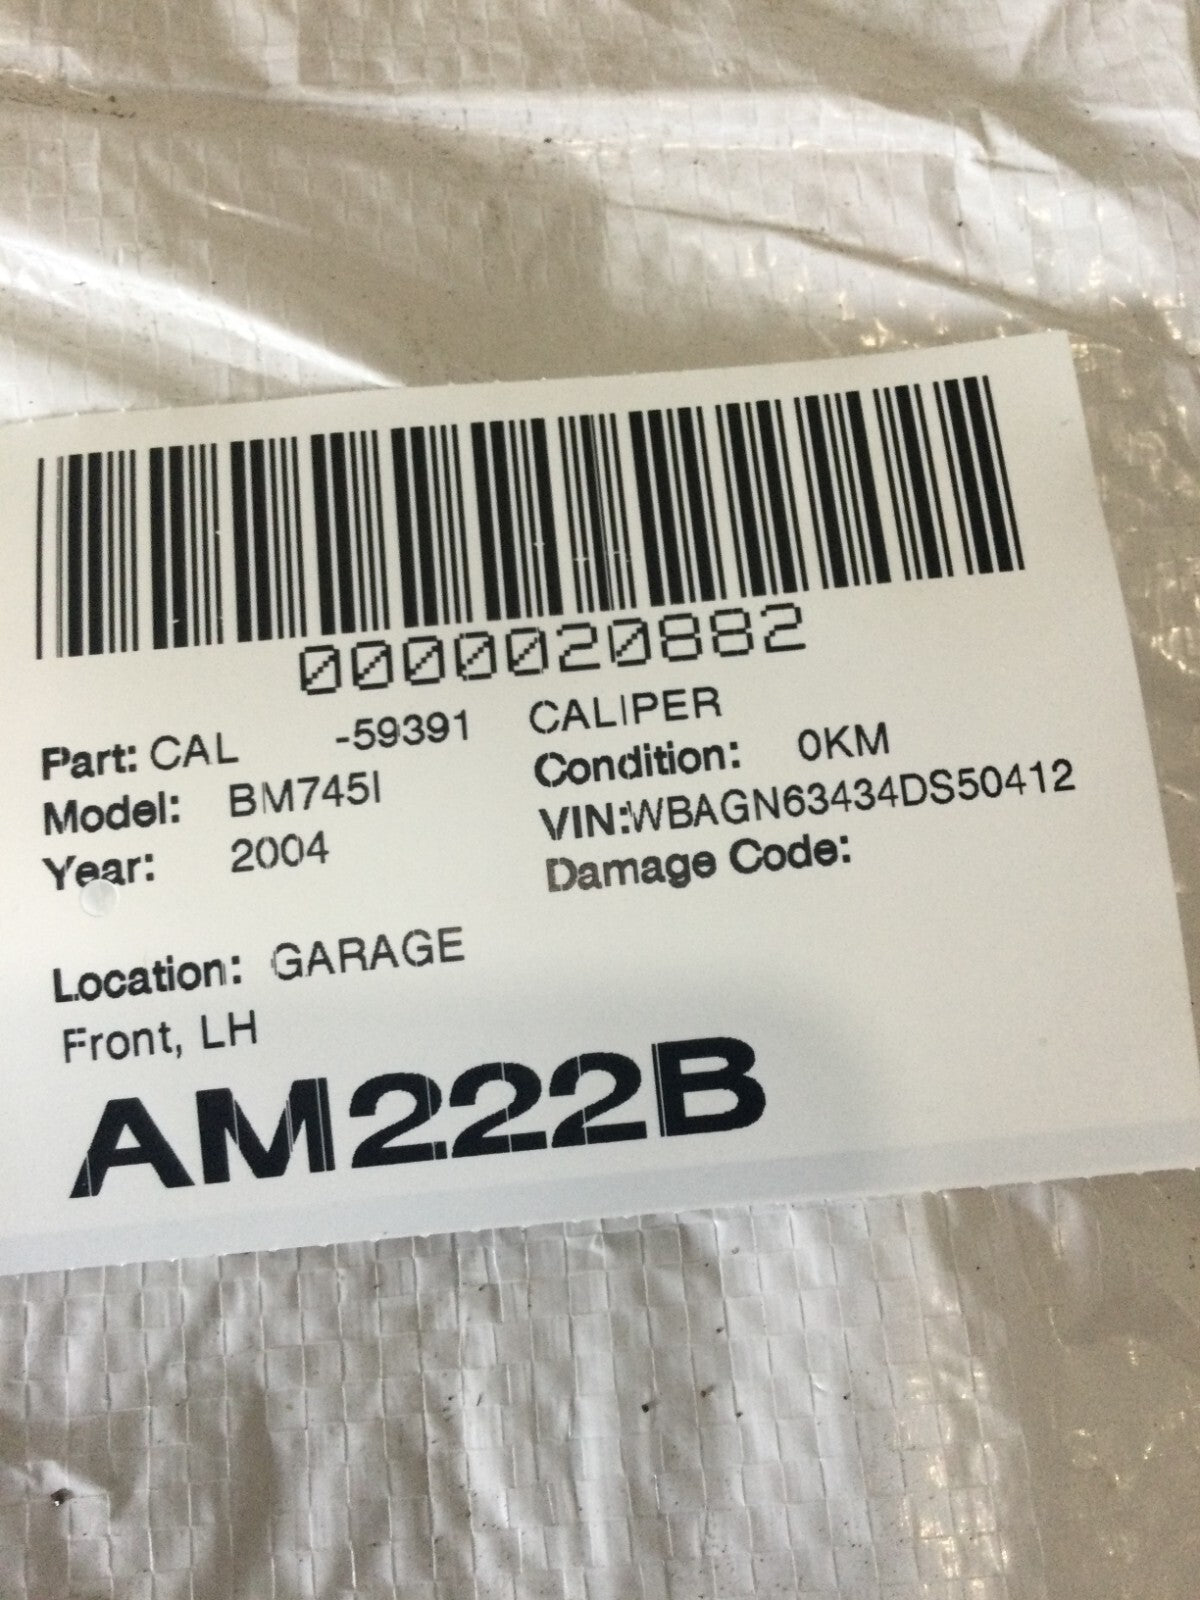 0000020882
Part: CAL -59391 CALIPER
Model: BM745I Condition: 0KM
Year: 2004 VIN:WBAGN63434DS50412
Damage Code:
Location: GARAGE
Front, LH
AM222B